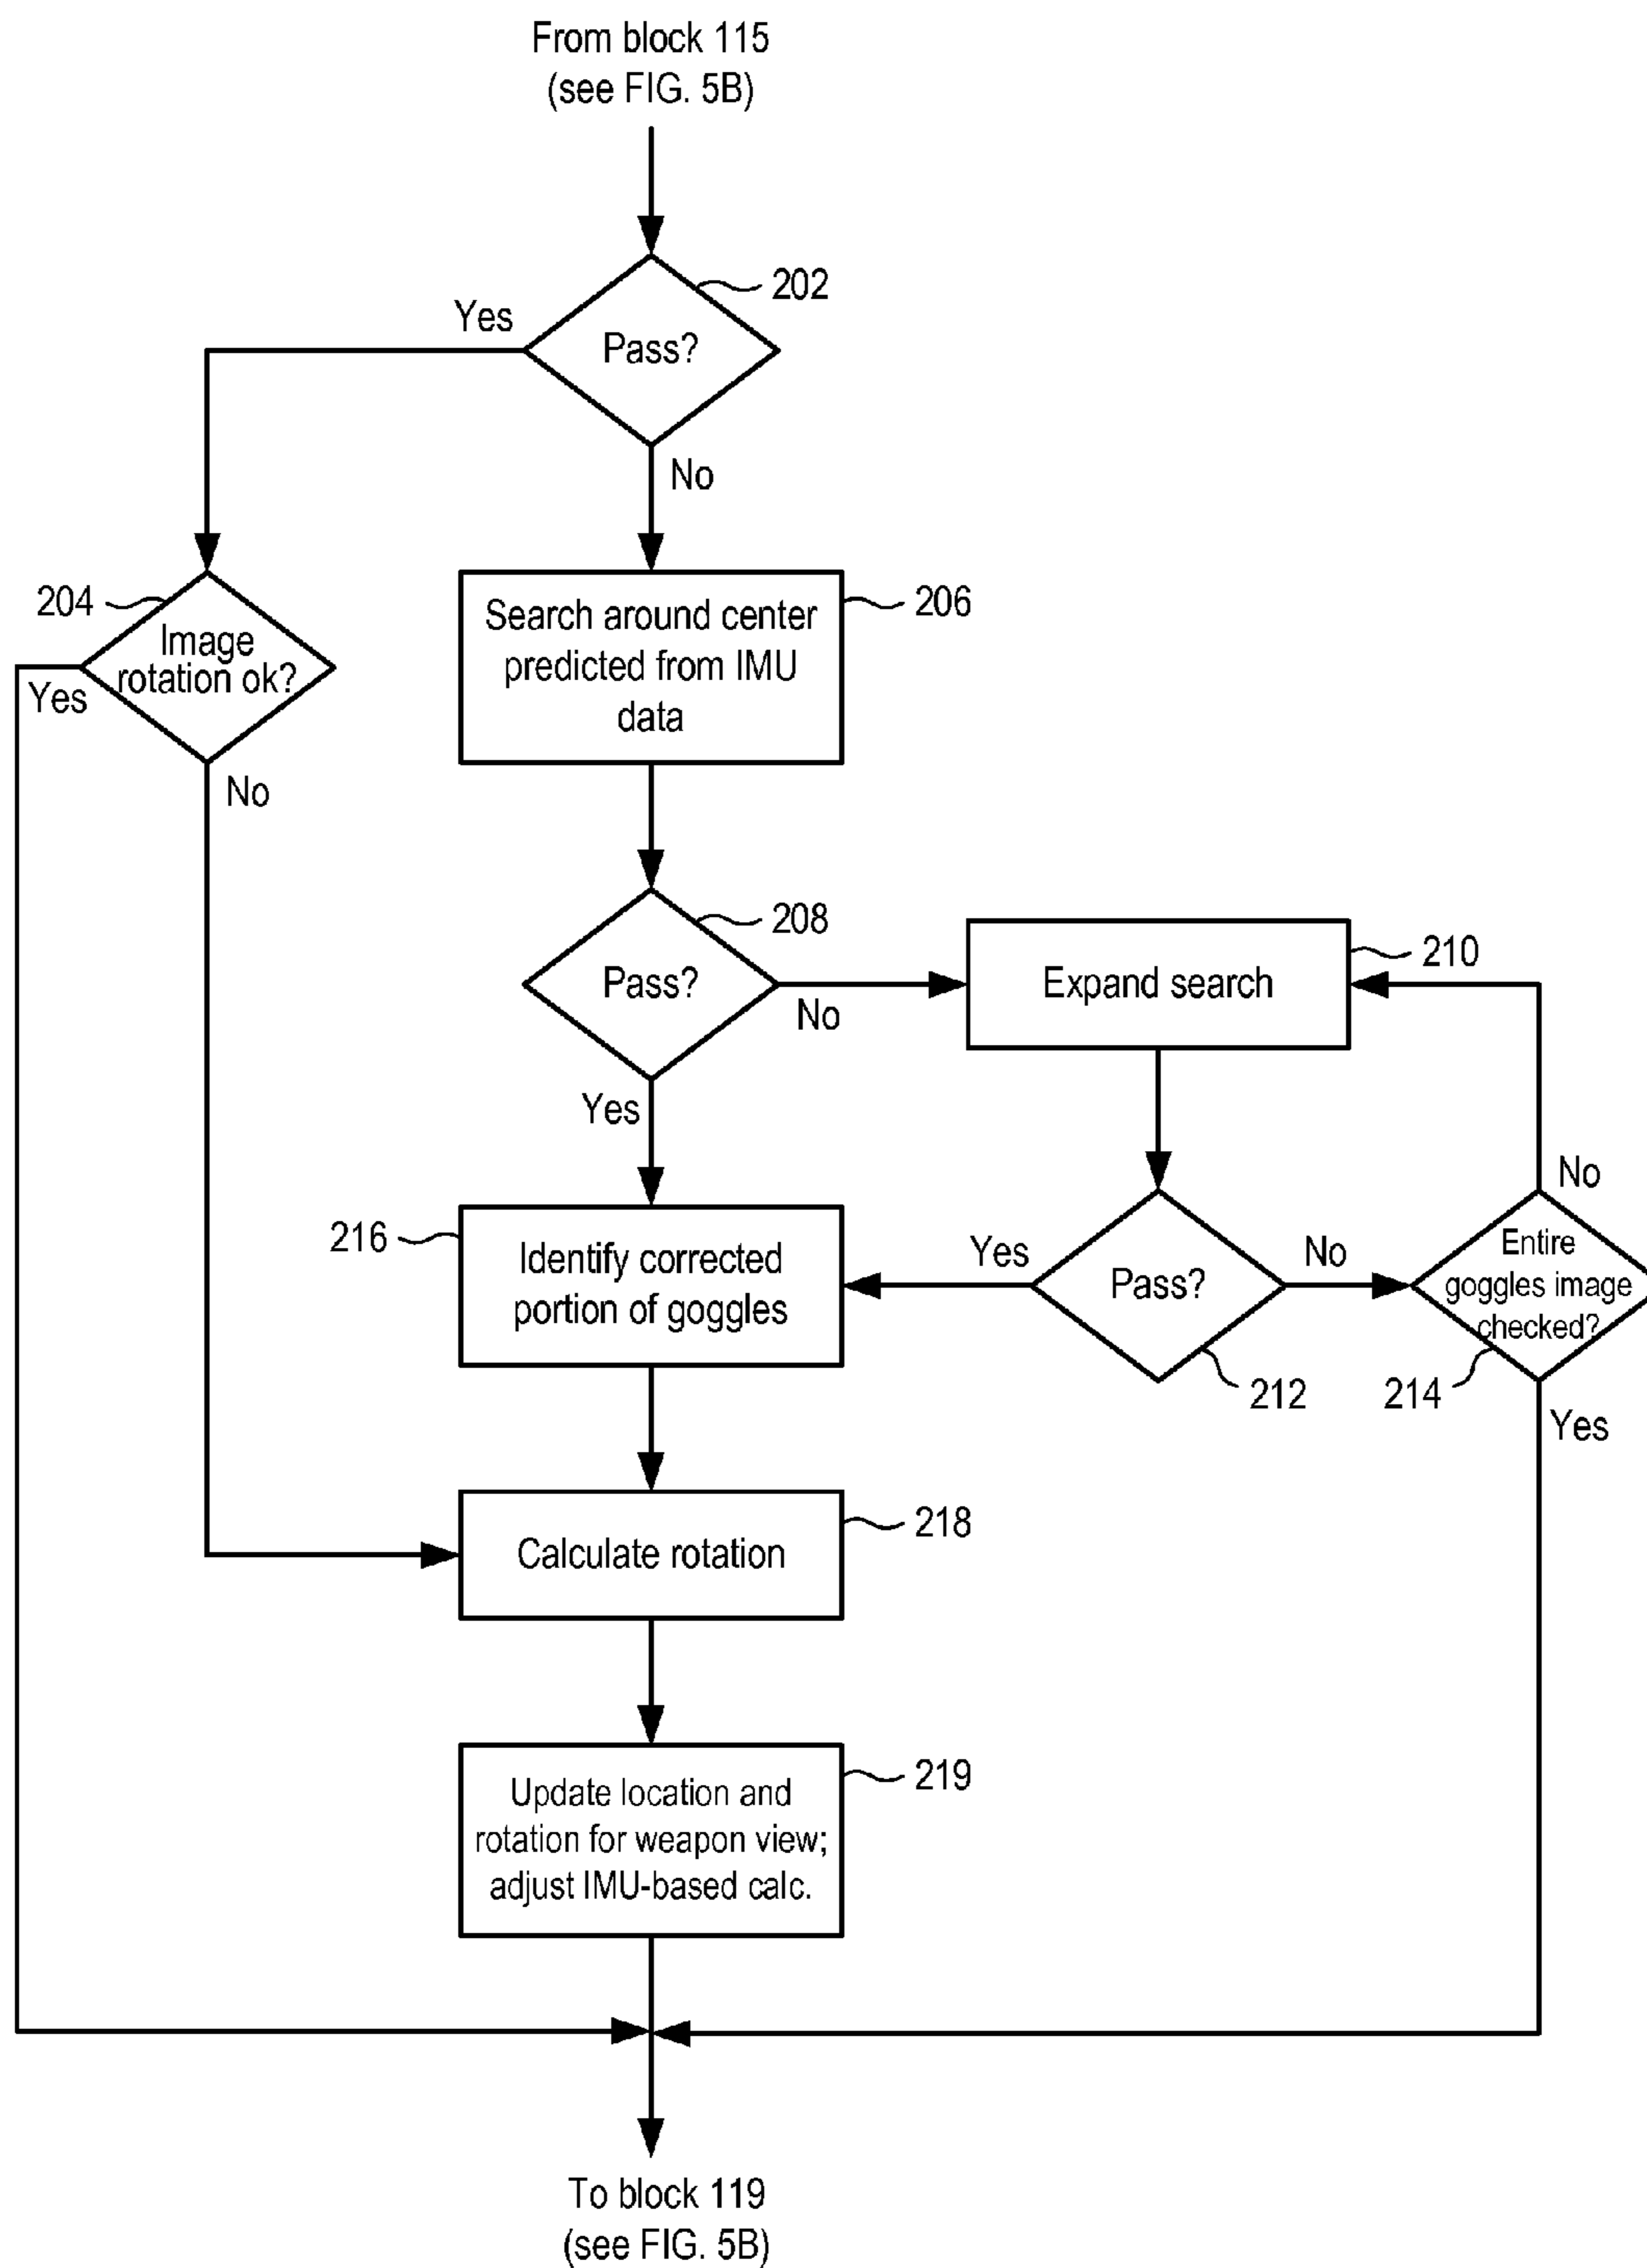 From block 115
(see FIG. 5B)
202
Yes
Pass?
No
204
Image
rotation ok?
Yes
No
Search around center
predicted from IMU
data
206
208
Pass?
No
Yes
Expand search
210
No
216
Identify corrected
portion of goggles
Yes
Pass?
No
Entire
goggles image
checked?
212
214
Yes
Calculate rotation
218
Update location and
rotation for weapon view;
adjust IMU-based calc.
219
To block 119
(see FIG. 5B)